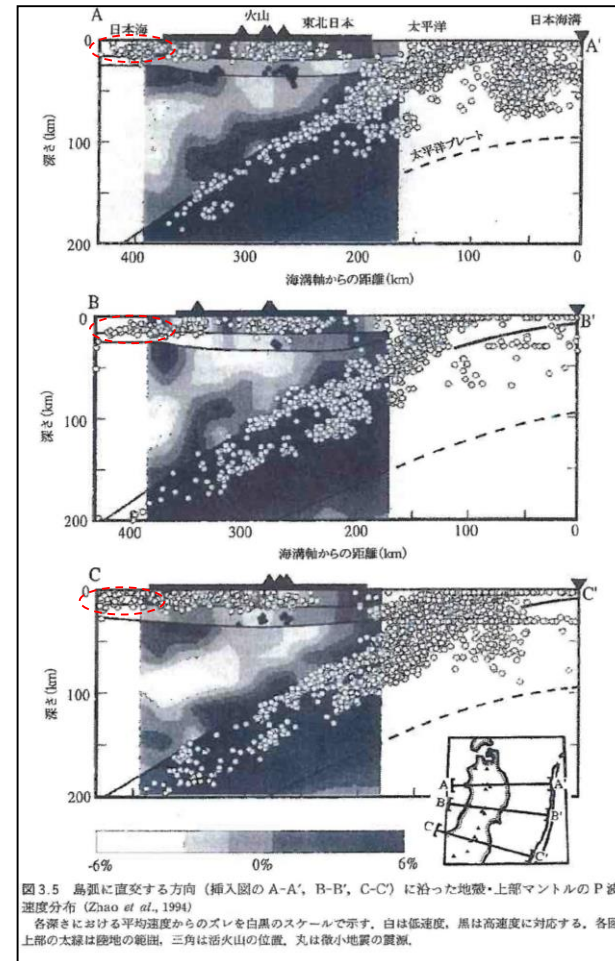 A
火山
日本海
東北日本
太平洋
日本海溝
A′
0
100
200
深さ(km)
太平洋プレート
400
300
200
100
0
海溝軸からの距離(km)
B
B′
0
100
200
深さ(km)
400
300
200
100
0
海溝軸からの距離(km)
C
C′
0
100
200
深さ(km)
A
A′
B
B′
C
C′
-6%
0%
6%
図3.5 島弧に直交する方向（挿入図の A-A′, B-B′, C-C′）に沿った地殻・上部マントルのP波
速度分布 (Zhao et al., 1994)
各深さにおける平均速度からのズレを白黒のスケールで示す．白は低速度，黒は高速度に対応する．各図
上部の太線は陸地の範囲，三角は活火山の位置．丸は微小地震の震源．